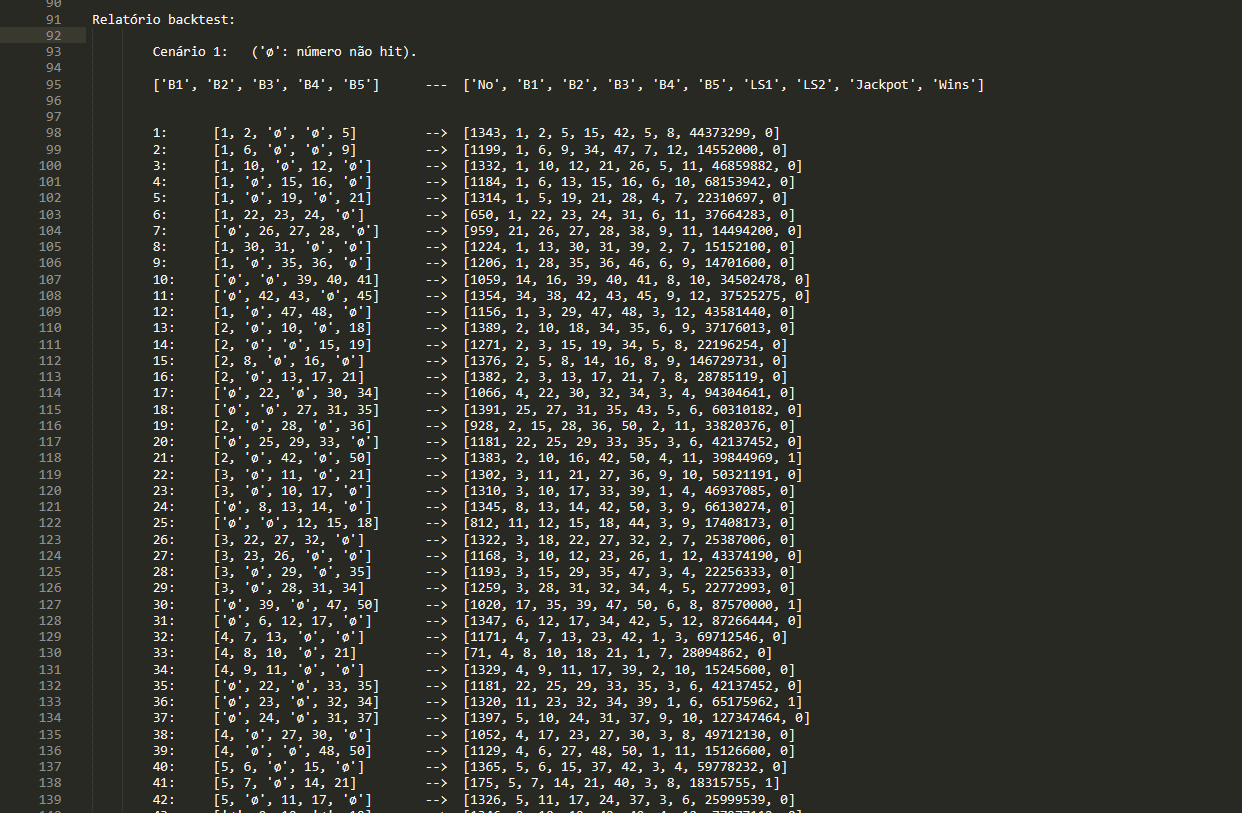 90
91 Relatório backtest:
92
93 Cenário 1: ('ø': número não hit).
94
95 ['B1', 'B2', 'B3', 'B4', 'B5'] --- ['No', 'B1', 'B2', 'B3', 'B4', 'B5', 'LS1', 'LS2', 'Jackpot', 'Wins']
96
97
98 1: [1, 2, 'ø', 'ø', 5] --> [1343, 1, 2, 5, 15, 42, 5, 8, 44373299, 0]
99 2: [1, 6, 'ø', 'ø', 9] --> [1199, 1, 6, 9, 34, 47, 7, 12, 14552000, 0]
100 3: [1, 10, 'ø', 12, 'ø'] --> [1332, 1, 10, 12, 21, 26, 5, 11, 46859882, 0]
101 4: [1, 'ø', 15, 16, 'ø'] --> [1184, 1, 6, 13, 15, 16, 6, 10, 68153942, 0]
102 5: [1, 'ø', 19, 'ø', 21] --> [1314, 1, 5, 19, 21, 28, 4, 7, 22310697, 0]
103 6: [1, 22, 23, 24, 'ø'] --> [650, 1, 22, 23, 24, 31, 6, 11, 37664283, 0]
104 7: ['ø', 26, 27, 28, 'ø'] --> [959, 21, 26, 27, 28, 38, 9, 11, 14494200, 0]
105 8: [1, 30, 31, 'ø', 'ø'] --> [1224, 1, 13, 30, 31, 39, 2, 7, 15152100, 0]
106 9: [1, 'ø', 35, 36, 'ø'] --> [1206, 1, 28, 35, 36, 46, 6, 9, 14701600, 0]
107 10: ['ø', 'ø', 39, 40, 41] --> [1059, 14, 16, 39, 40, 41, 8, 10, 34502478, 0]
108 11: ['ø', 42, 43, 'ø', 45] --> [1354, 34, 38, 42, 43, 45, 9, 12, 37525275, 0]
109 12: [1, 'ø', 47, 48, 'ø'] --> [1156, 1, 3, 29, 47, 48, 3, 12, 43581440, 0]
110 13: [2, 'ø', 10, 'ø', 18] --> [1389, 2, 10, 18, 34, 35, 6, 9, 37176013, 0]
111 14: [2, 'ø', 'ø', 15, 19] --> [1271, 2, 3, 15, 19, 34, 5, 8, 22196254, 0]
112 15: [2, 8, 'ø', 16, 'ø'] --> [1376, 2, 5, 8, 14, 16, 8, 9, 146729731, 0]
113 16: [2, 'ø', 13, 17, 21] --> [1382, 2, 3, 13, 17, 21, 7, 8, 28785119, 0]
114 17: ['ø', 22, 'ø', 30, 34] --> [1066, 4, 22, 30, 32, 34, 3, 4, 94304641, 0]
115 18: ['ø', 'ø', 27, 31, 35] --> [1391, 25, 27, 31, 35, 43, 5, 6, 60310182, 0]
116 19: [2, 'ø', 28, 'ø', 36] --> [928, 2, 15, 28, 36, 50, 2, 11, 33820376, 0]
117 20: ['ø', 25, 29, 33, 'ø'] --> [1181, 22, 25, 29, 33, 35, 3, 6, 42137452, 0]
118 21: [2, 'ø', 42, 'ø', 50] --> [1383, 2, 10, 16, 42, 50, 4, 11, 39844969, 1]
119 22: [3, 'ø', 11, 'ø', 21] --> [1302, 3, 11, 21, 27, 36, 9, 10, 50321191, 0]
120 23: [3, 'ø', 10, 17, 'ø'] --> [1310, 3, 10, 17, 33, 39, 1, 4, 46937085, 0]
121 24: ['ø', 8, 13, 14, 'ø'] --> [1345, 8, 13, 14, 42, 50, 3, 9, 66130274, 0]
122 25: ['ø', 'ø', 12, 15, 18] --> [812, 11, 12, 15, 18, 44, 3, 9, 17408173, 0]
123 26: [3, 22, 27, 32, 'ø'] --> [1322, 3, 18, 22, 27, 32, 2, 7, 25387006, 0]
124 27: [3, 23, 26, 'ø', 'ø'] --> [1168, 3, 10, 12, 23, 26, 1, 12, 43374190, 0]
125 28: [3, 'ø', 29, 'ø', 35] --> [1193, 3, 15, 29, 35, 47, 3, 4, 22256333, 0]
126 29: [3, 'ø', 28, 31, 34] --> [1259, 3, 28, 31, 32, 34, 4, 5, 22772993, 0]
127 30: ['ø', 39, 'ø', 47, 50] --> [1020, 17, 35, 39, 47, 50, 6, 8, 87570000, 1]
128 31: ['ø', 6, 12, 17, 'ø'] --> [1347, 6, 12, 17, 34, 42, 5, 12, 87266444, 0]
129 32: [4, 7, 13, 'ø', 'ø'] --> [1171, 4, 7, 13, 23, 42, 1, 3, 69712546, 0]
130 33: [4, 8, 10, 'ø', 21] --> [71, 4, 8, 10, 18, 21, 1, 7, 28094862, 0]
131 34: [4, 9, 11, 'ø', 'ø'] --> [1329, 4, 9, 11, 17, 39, 2, 10, 15245600, 0]
132 35: ['ø', 22, 'ø', 33, 35] --> [1181, 22, 25, 29, 33, 35, 3, 6, 42137452, 0]
133 36: ['ø', 23, 'ø', 32, 34] --> [1320, 11, 23, 32, 34, 39, 1, 6, 65175962, 1]
134 37: ['ø', 24, 'ø', 31, 37] --> [1397, 5, 10, 24, 31, 37, 9, 10, 127347464, 0]
135 38: [4, 'ø', 27, 30, 'ø'] --> [1052, 4, 17, 23, 27, 30, 3, 8, 49712130, 0]
136 39: [4, 'ø', 'ø', 48, 50] --> [1129, 4, 6, 27, 48, 50, 1, 11, 15126600, 0]
137 40: [5, 6, 'ø', 15, 'ø'] --> [1365, 5, 6, 15, 37, 42, 3, 4, 59778232, 0]
138 41: [5, 7, 'ø', 14, 21] --> [175, 5, 7, 14, 21, 40, 3, 8, 18315755, 1]
139 42: [5, 'ø', 11, 17, 'ø'] --> [1326, 5, 11, 17, 24, 37, 3, 6, 25999539, 0]